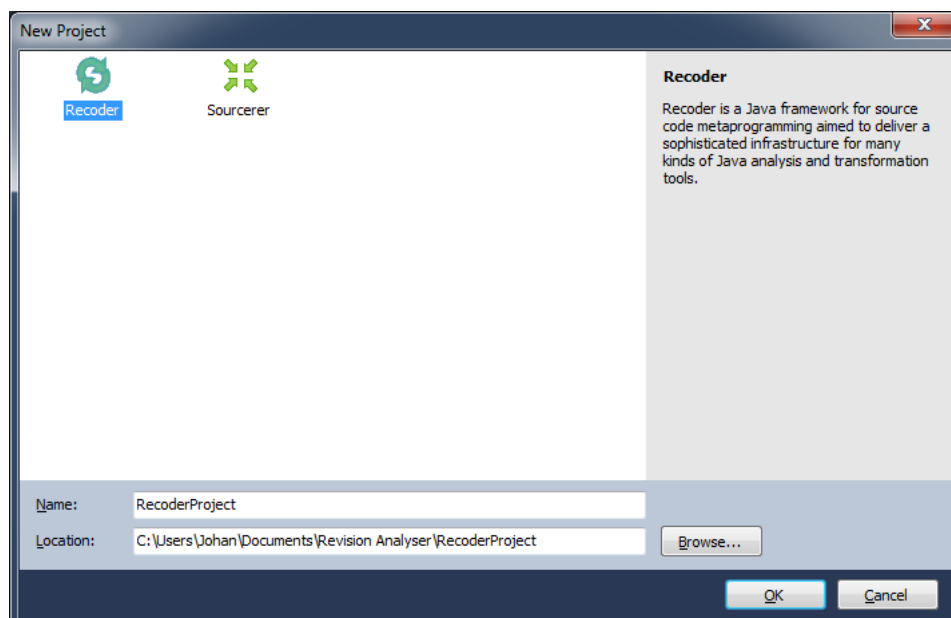 New Project
Recoder
Sourcerer
Recoder
Recoder is a Java framework for source
code metaprogramming aimed to deliver a
sophisticated infrastructure for many
kinds of Java analysis and transformation
tools.
Name:
RecoderProject
Location:
C:\Users\Johan\Documents\Revision Analyser\RecoderProject
Browse...
OK
Cancel